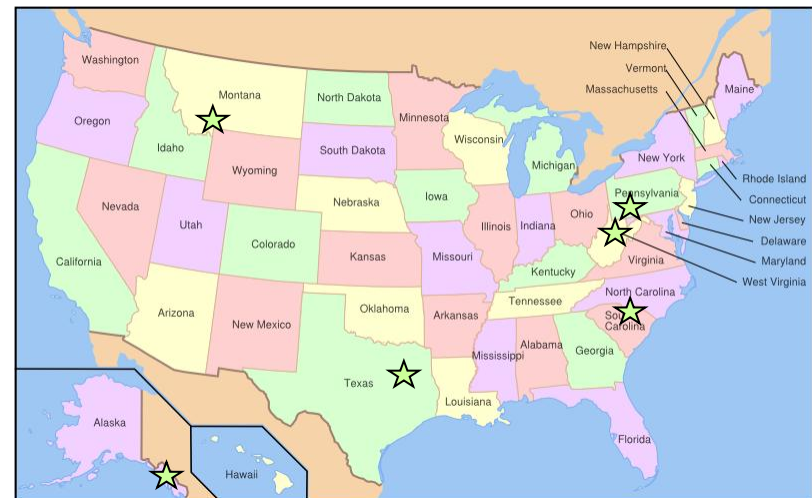 New Hampshire
Vermont
Massachusetts
Washington
Montana
North Dakota
Minnesota
Maine
Oregon
Idaho
Wisconsin
South Dakota
Michigan
New York
Wyoming
Rhode Island
Connecticut
Pennsylvania
Nevada
Nebraska
Iowa
New Jersey
Utah
Colorado
Illinois
Indiana
Ohio
Delaware
California
Kansas
Missouri
Kentucky
Virginia
Maryland
West Virginia
North Carolina
Tennessee
Arizona
Oklahoma
New Mexico
Arkansas
South
Carolina
Mississippi
Alabama
Georgia
Texas
Louisiana
Alaska
Florida
Hawaii